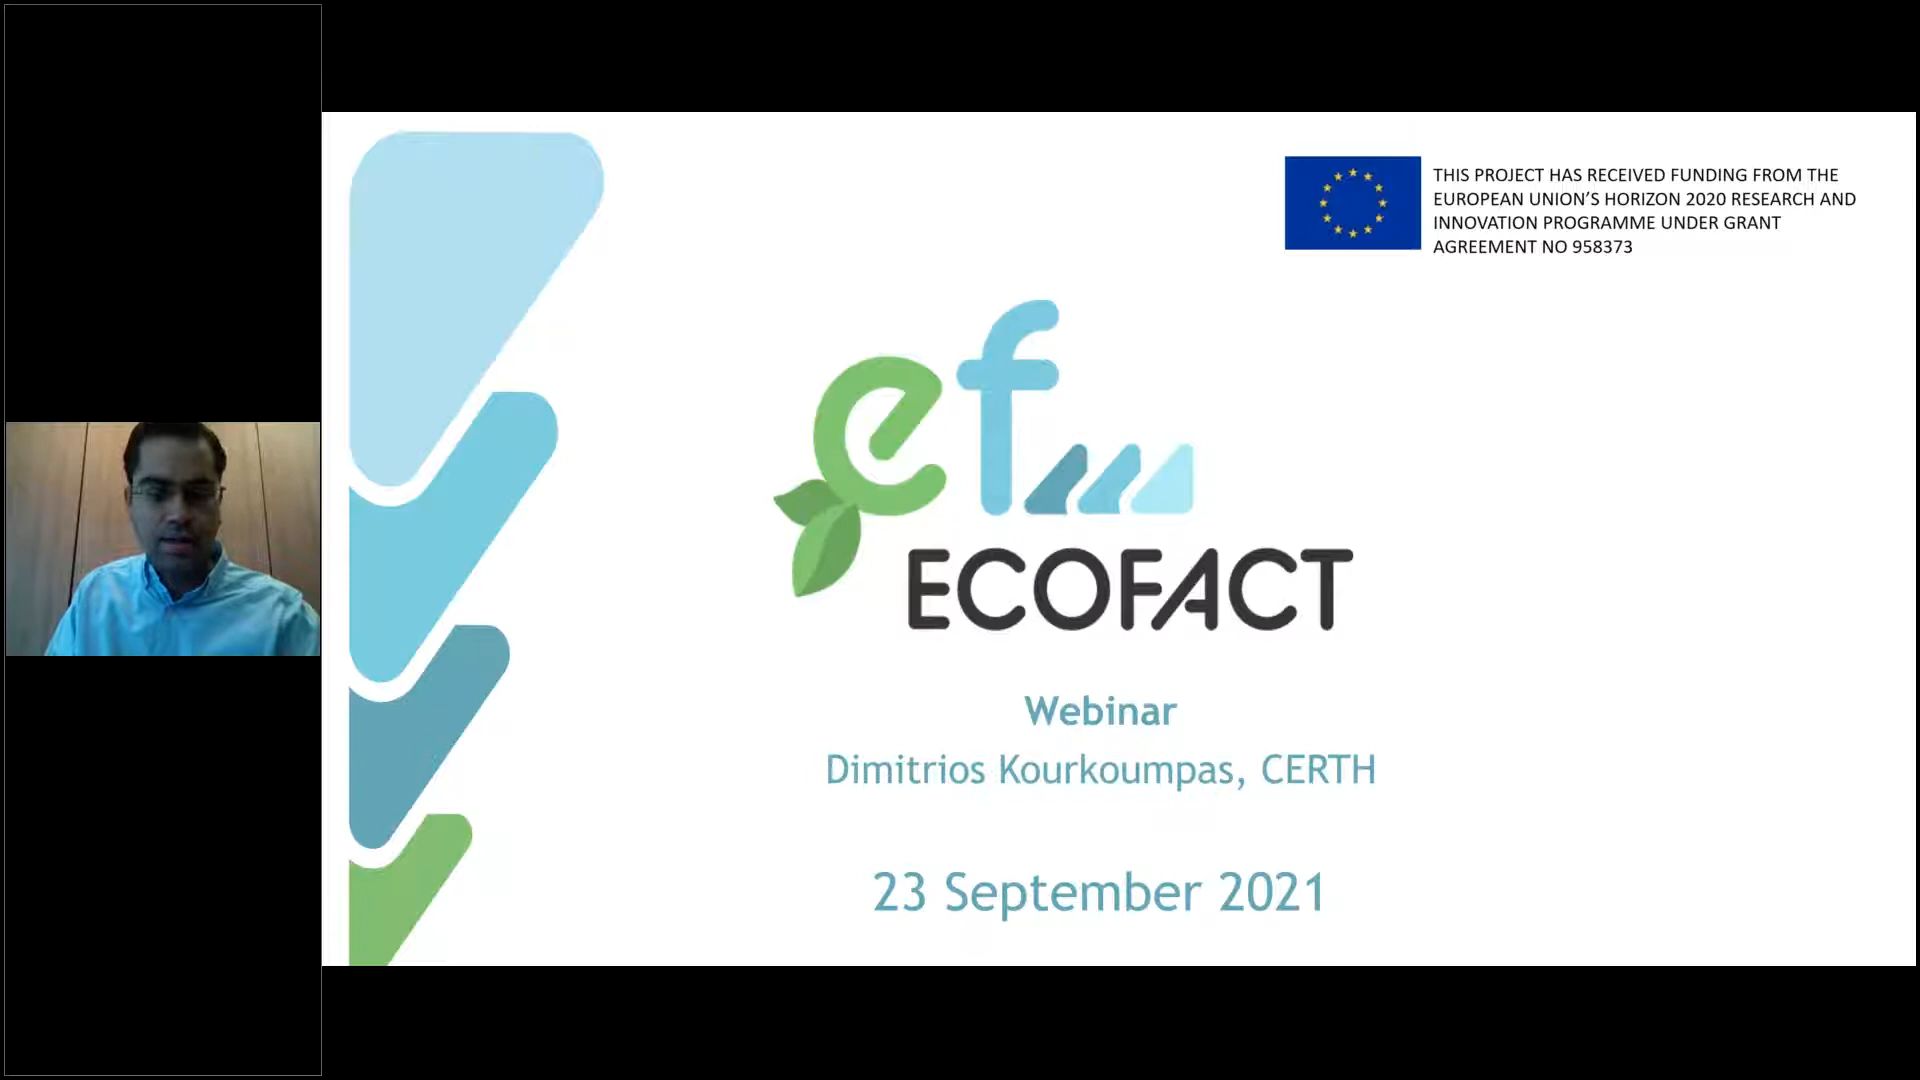 THIS PROJECT HAS RECEIVED FUNDING FROM THE
EUROPEAN UNION’S HORIZON 2020 RESEARCH AND
INNOVATION PROGRAMME UNDER GRANT
AGREEMENT NO 958373
ef
ECOFACT
Webinar
Dimitrios Kourkoumpas, CERTH
23 September 2021